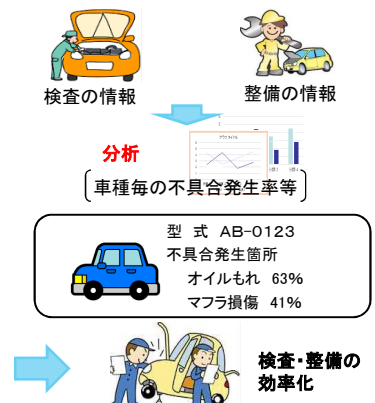 検査の情報
整備の情報
分析
車種毎の不具合発生率等
型 式 AB-0123
不具合発生箇所
オイルもれ 63%
マフラ損傷 41%
検査・整備の
効率化